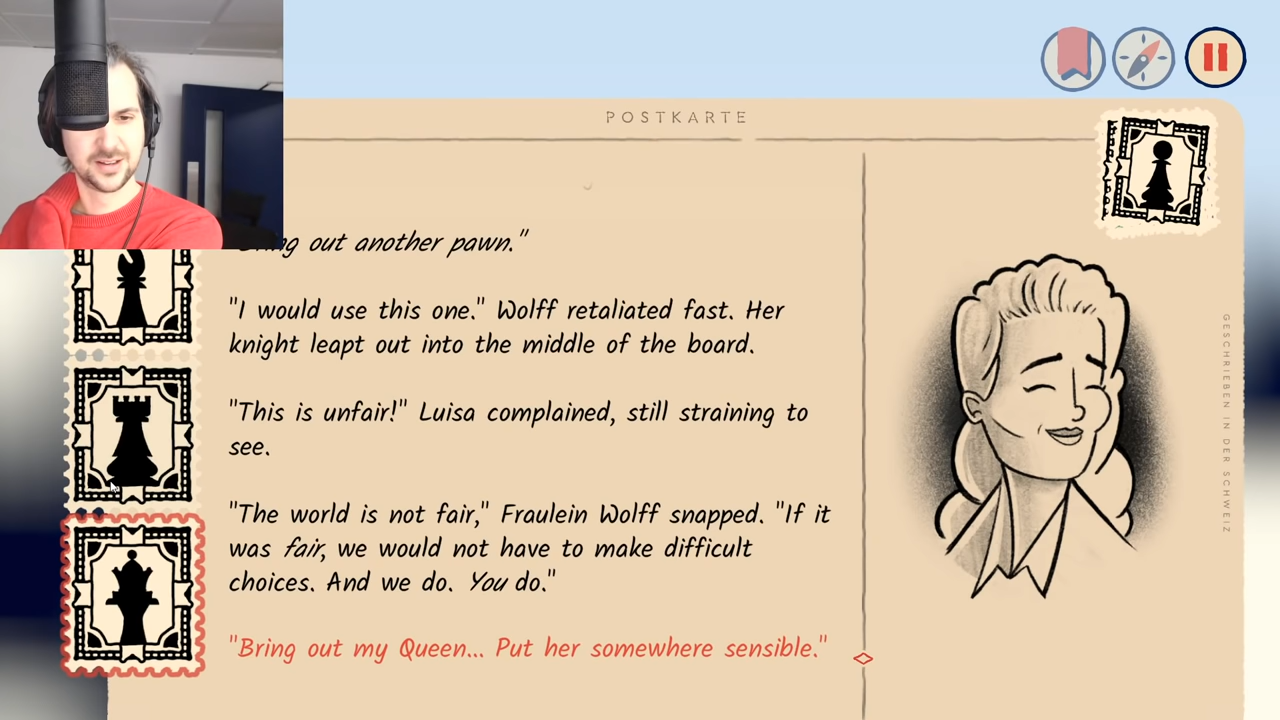 POSTKARTE
out another pawn."
"I would use this one." Wolff retaliated fast. Her
knight leapt out into the middle of the board.
"This is unfair!" Luisa complained, still straining to
see.
"The world is not fair," Fraulein Wolff snapped. "If it
was fair, we would not have to make difficult
choices. And we do. You do."
"Bring out my Queen... Put her somewhere sensible."
GESCHRIEBEN IN DER SCHWEIZ